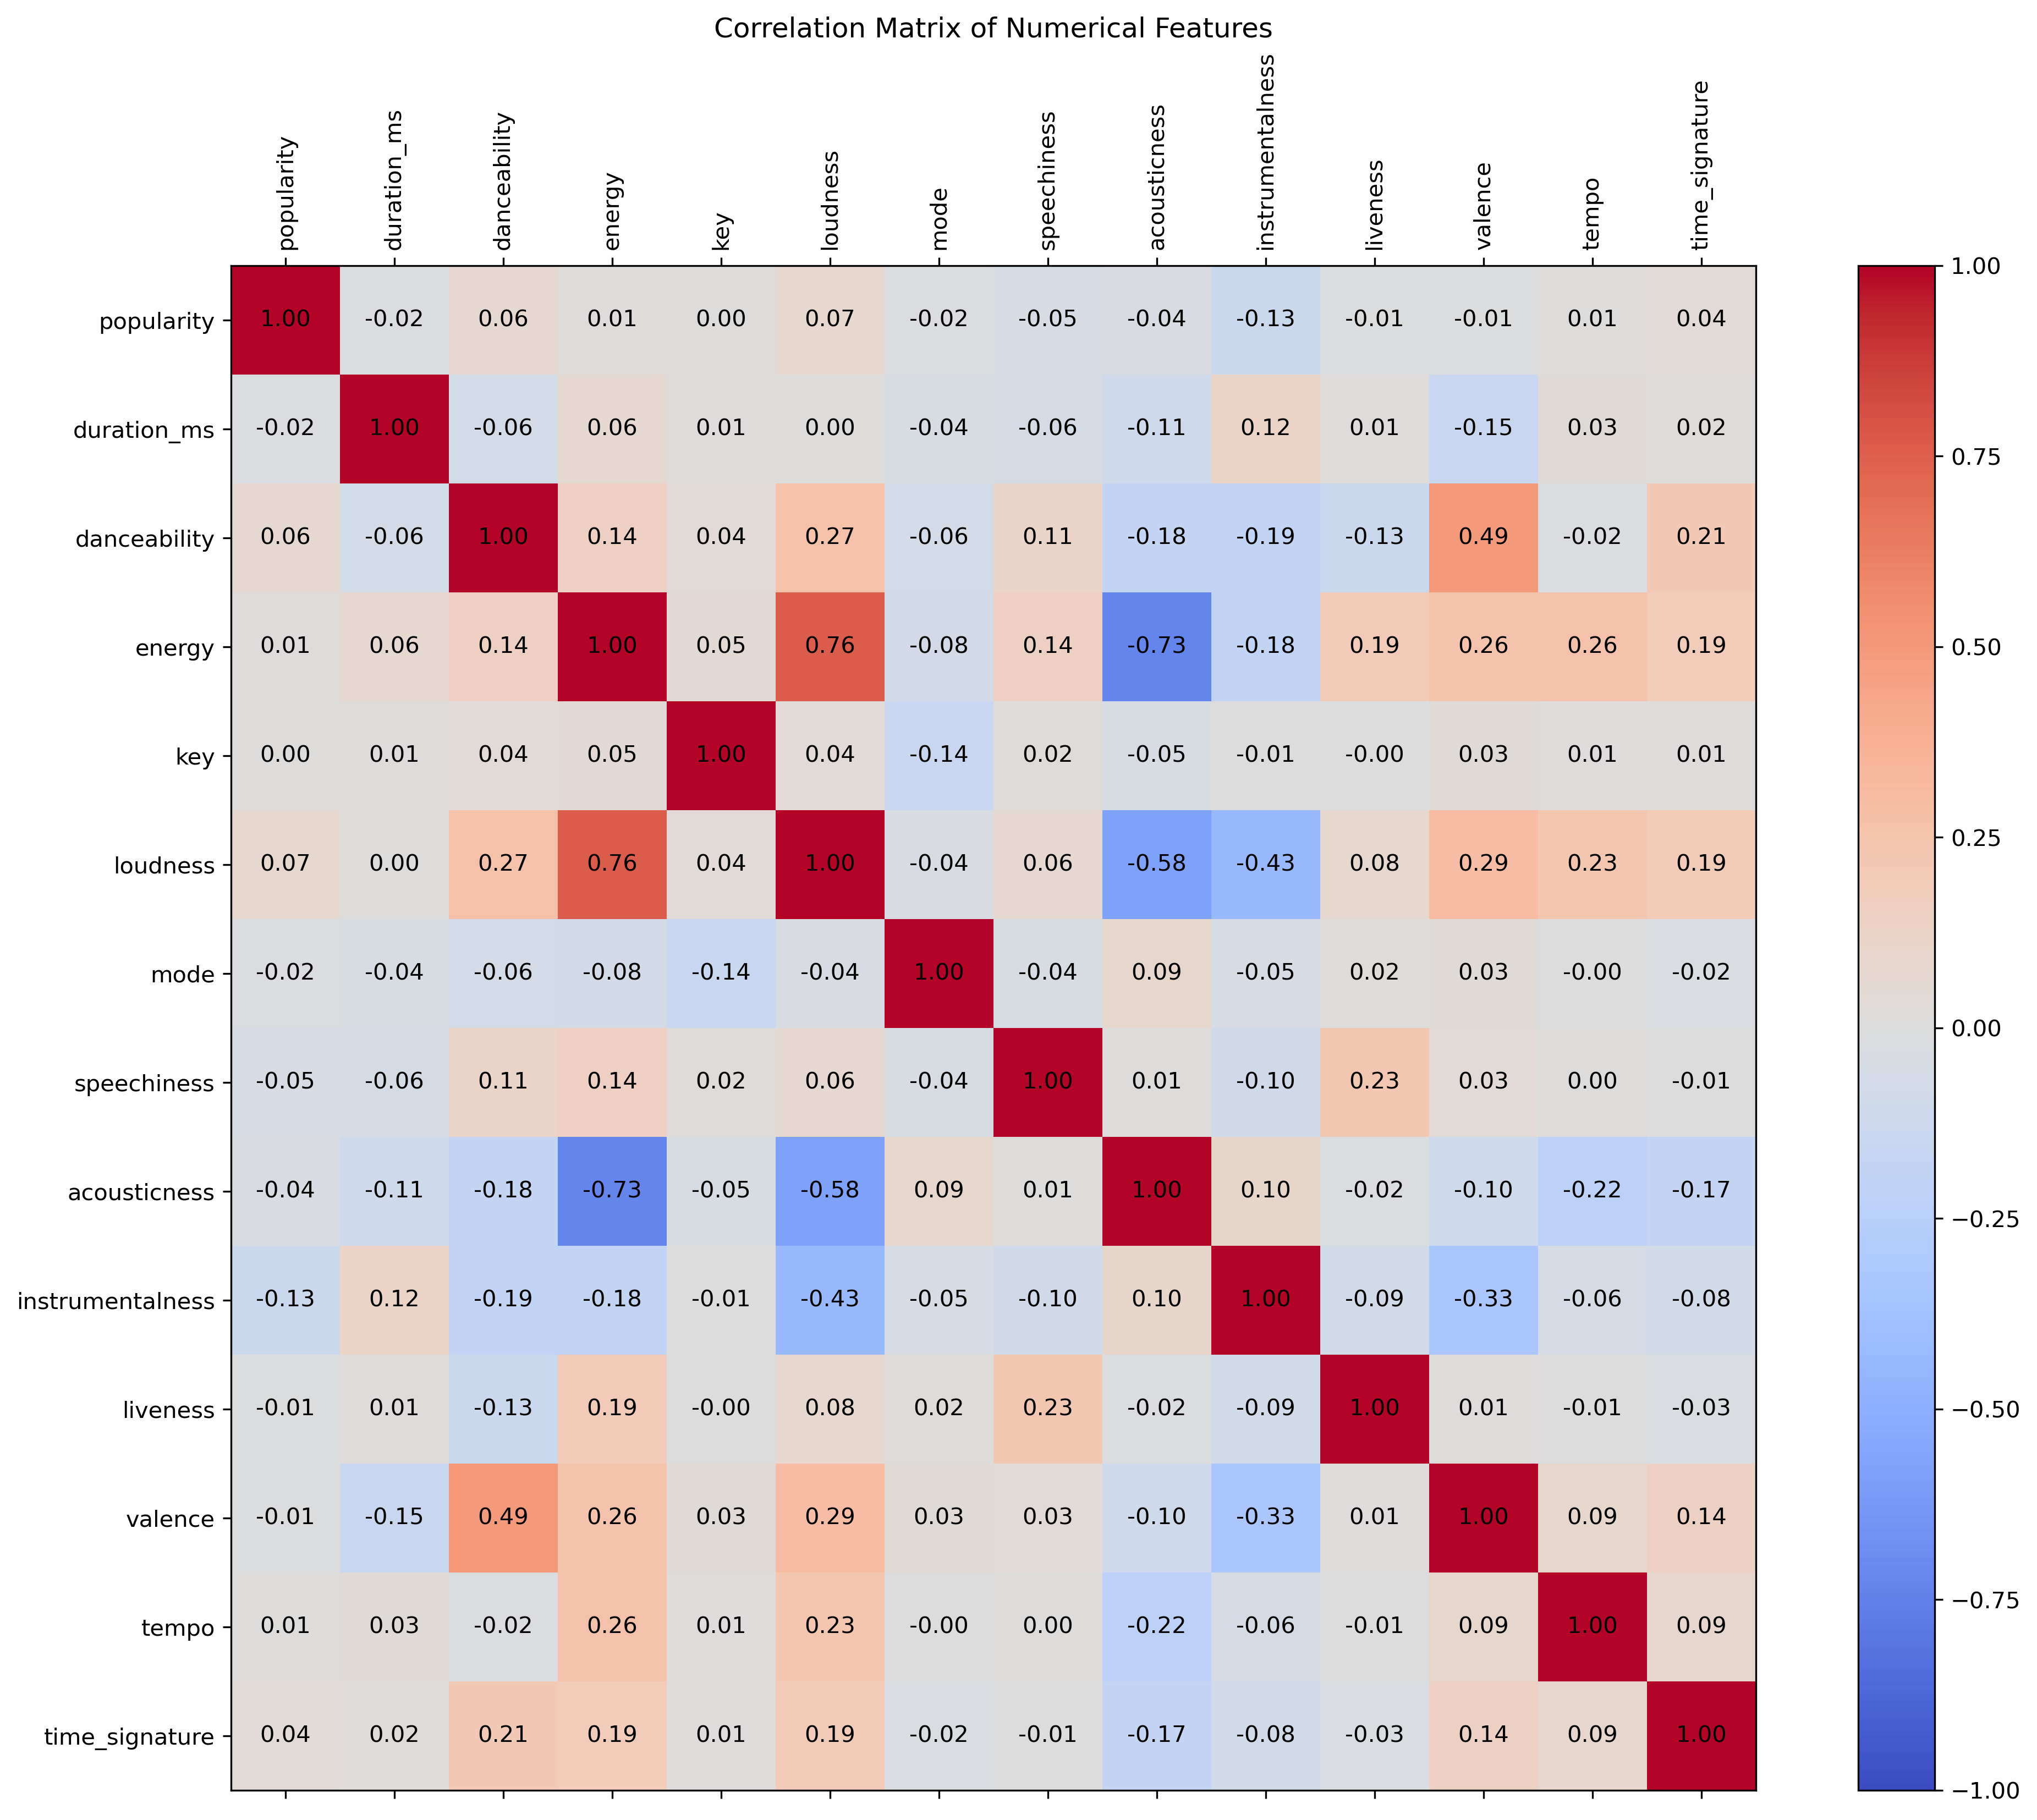 Correlation Matrix of Numerical Features
popularity
duration_ms
danceability
energy
key
loudness
mode
speechiness
acousticness
instrumentalness
liveness
valence
tempo
time_signature
popularity 1.00 -0.02 0.06 0.01 0.00 0.07 -0.02 -0.05 -0.04 -0.13 -0.01 -0.01 0.01 0.04
duration_ms -0.02 1.00 -0.06 0.06 0.01 0.00 -0.04 -0.06 -0.11 0.12 0.01 -0.15 0.03 0.02
danceability 0.06 -0.06 1.00 0.14 0.04 0.27 -0.06 0.11 -0.18 -0.19 -0.13 0.49 -0.02 0.21
energy 0.01 0.06 0.14 1.00 0.05 0.76 -0.08 0.14 -0.73 -0.18 0.19 0.26 0.26 0.19
key 0.00 0.01 0.04 0.05 1.00 0.04 -0.14 0.02 -0.05 -0.01 -0.00 0.03 0.01 0.01
loudness 0.07 0.00 0.27 0.76 0.04 1.00 -0.04 0.06 -0.58 -0.43 0.08 0.29 0.23 0.19
mode -0.02 -0.04 -0.06 -0.08 -0.14 -0.04 1.00 -0.04 0.09 -0.05 0.02 0.03 -0.00 -0.02
speechiness -0.05 -0.06 0.11 0.14 0.02 0.06 -0.04 1.00 0.01 -0.10 0.23 0.03 0.00 -0.01
acousticness -0.04 -0.11 -0.18 -0.73 -0.05 -0.58 0.09 0.01 1.00 0.10 -0.02 -0.10 -0.22 -0.17
instrumentalness -0.13 0.12 -0.19 -0.18 -0.01 -0.43 -0.05 -0.10 0.10 1.00 -0.09 -0.33 -0.06 -0.08
liveness -0.01 0.01 -0.13 0.19 -0.00 0.08 0.02 0.23 -0.02 -0.09 1.00 0.01 -0.01 -0.03
valence -0.01 -0.15 0.49 0.26 0.03 0.29 0.03 0.03 -0.10 -0.33 0.01 1.00 0.09 0.14
tempo 0.01 0.03 -0.02 0.26 0.01 0.23 -0.00 0.00 -0.22 -0.06 -0.01 0.09 1.00 0.09
time_signature 0.04 0.02 0.21 0.19 0.01 0.19 -0.02 -0.01 -0.17 -0.08 -0.03 0.14 0.09 1.00
1.00
0.75
0.50
0.25
0.00
−0.25
−0.50
−0.75
−1.00